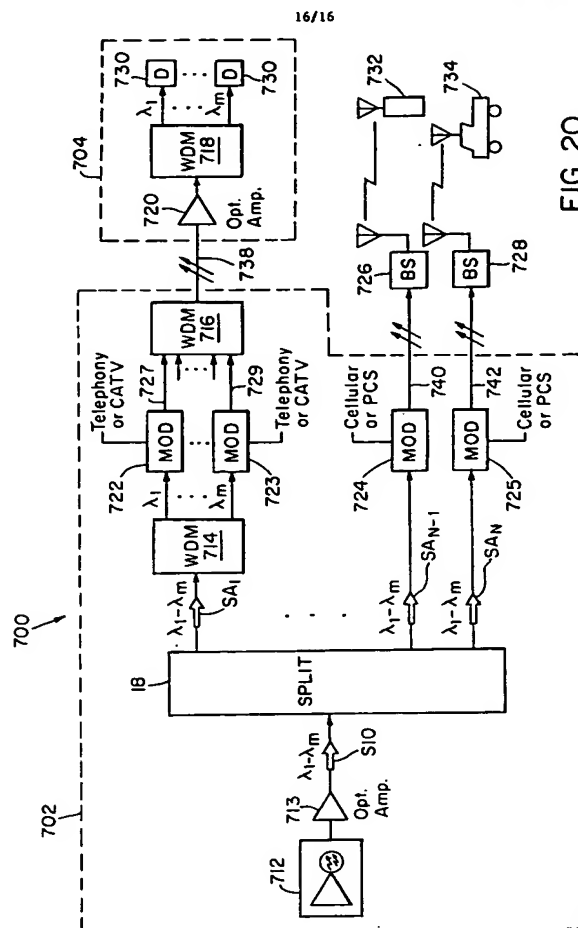 16/16
700
702
712
713
Opt. Amp.
λ1-λm
S10
18
SPLIT
λ1-λm
SA1
WDM
714
λ1
λm
Telephony
or CATV
722
MOD
727
MOD
723
729
Telephony
or CATV
WDM
716
738
704
720
Opt. Amp.
WDM
718
λ1
λm
730
D
D
730
λ1-λm
SAN-1
Cellular
or PCS
724
MOD
740
726
BS
732
λ1-λm
SAN
MOD
725
Cellular
or PCS
742
BS
728
734
FIG. 20